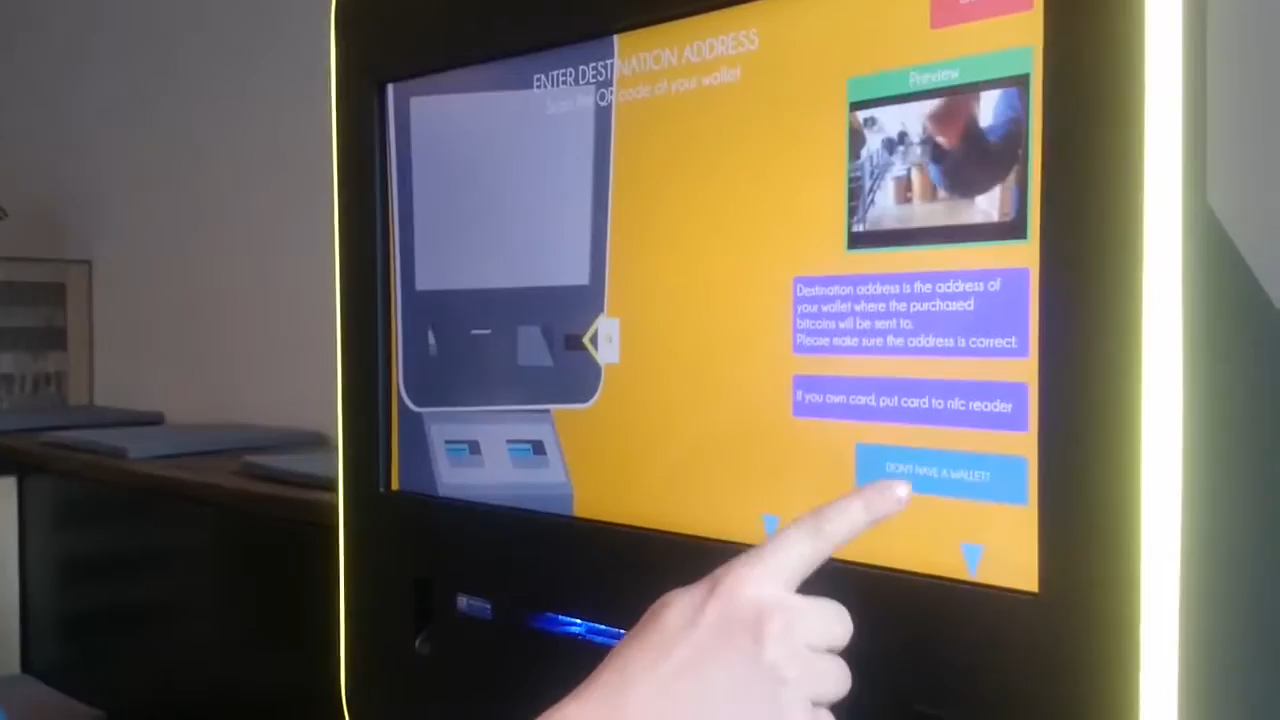 ENTER DESTINATION ADDRESS
Scan the QR code of your wallet
Preview
Destination address is the address of
your wallet where the purchased
bitcoins will be sent to.
Please make sure the address is correct.
If you own card, put card to nfc reader
DON'T HAVE A WALLET?